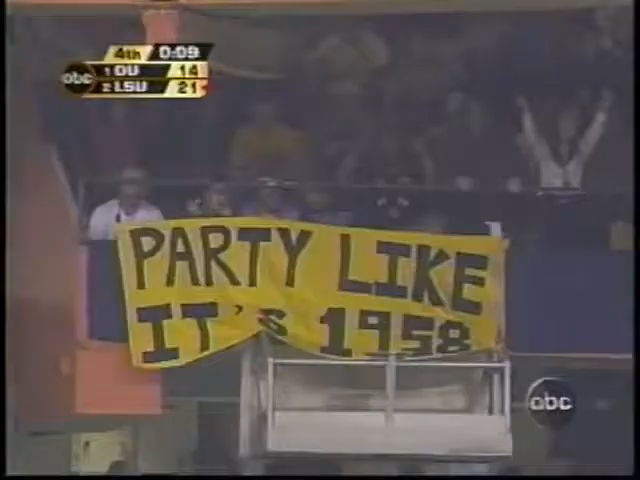 4th 0:09
abc 1 OU 14
2 LSU 21
PARTY LIKE
IT'S 1958
abc